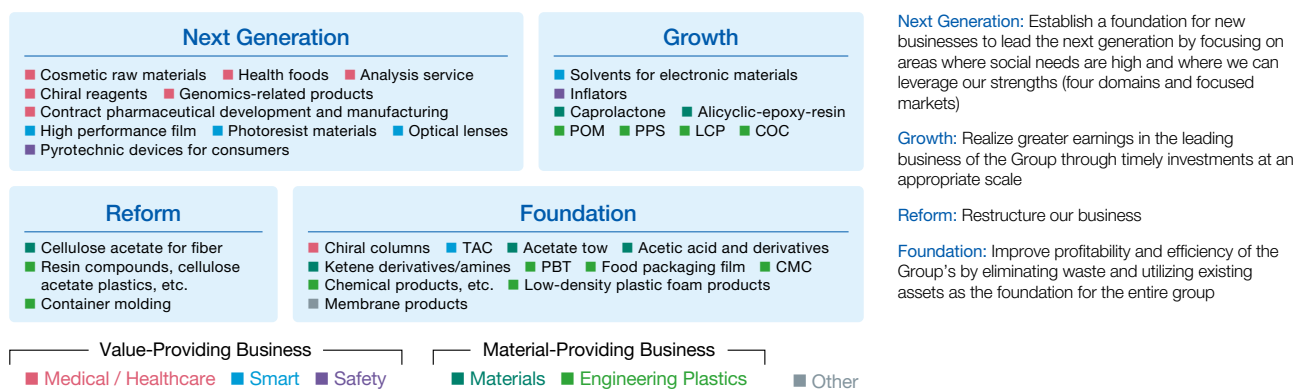 Next Generation
■ Cosmetic raw materials ■ Health foods ■ Analysis service
■ Chiral reagents ■ Genomics-related products
■ Contract pharmaceutical development and manufacturing
■ High performance film ■ Photoresist materials ■ Optical lenses
■ Pyrotechnic devices for consumers
Growth
■ Solvents for electronic materials
■ Inflators
■ Caprolactone ■ Alicyclic-epoxy-resin
■ POM ■ PPS ■ LCP ■ COC
Reform
■ Cellulose acetate for fiber
■ Resin compounds, cellulose
acetate plastics, etc.
■ Container molding
Foundation
■ Chiral columns ■ TAC ■ Acetate tow ■ Acetic acid and derivatives
■ Ketene derivatives/amines ■ PBT ■ Food packaging film ■ CMC
■ Chemical products, etc. ■ Low-density plastic foam products
■ Membrane products
Value-Providing Business
■ Medical / Healthcare ■ Smart ■ Safety
Material-Providing Business
■ Materials ■ Engineering Plastics
■ Other
Next Generation: Establish a foundation for new
businesses to lead the next generation by focusing on
areas where social needs are high and where we can
leverage our strengths (four domains and focused
markets)
Growth: Realize greater earnings in the leading
business of the Group through timely investments at an
appropriate scale
Reform: Restructure our business
Foundation: Improve profitability and efficiency of the
Group's by eliminating waste and utilizing existing
assets as the foundation for the entire group